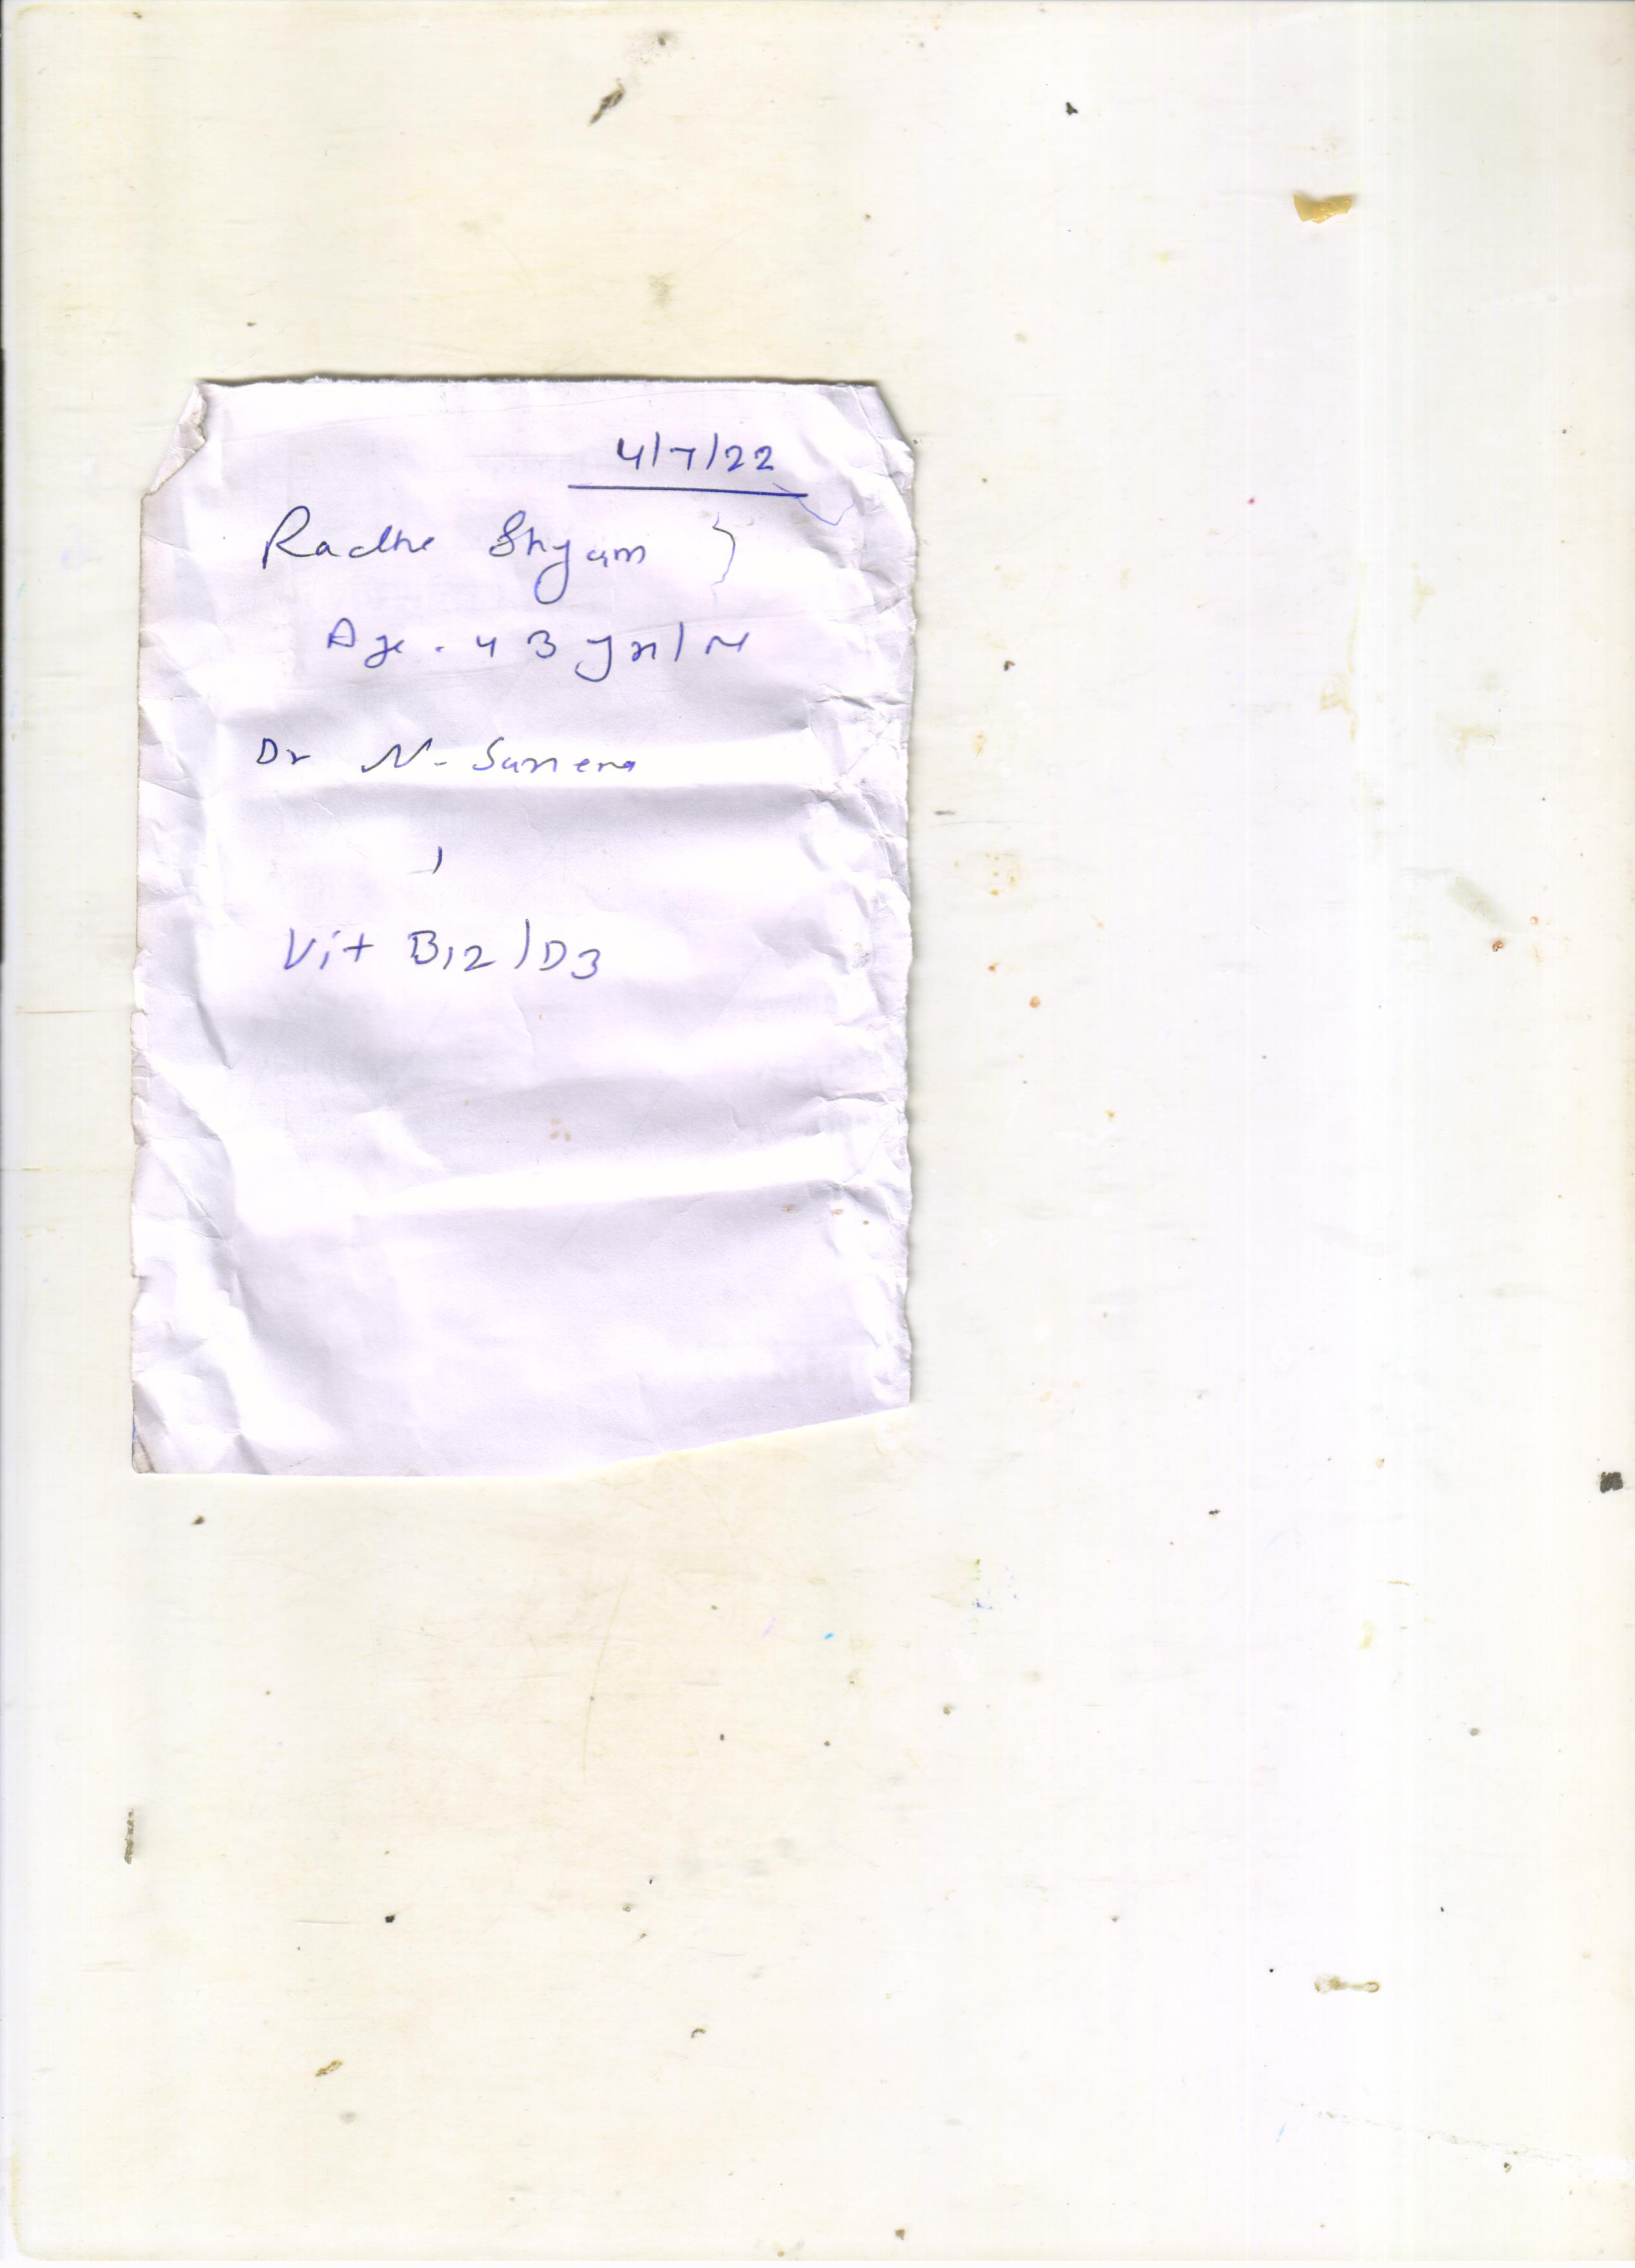 4/7/22
Radhe Shyam
Age. 43 yrs/M
Dr N. Saxena
Vit B12/D3